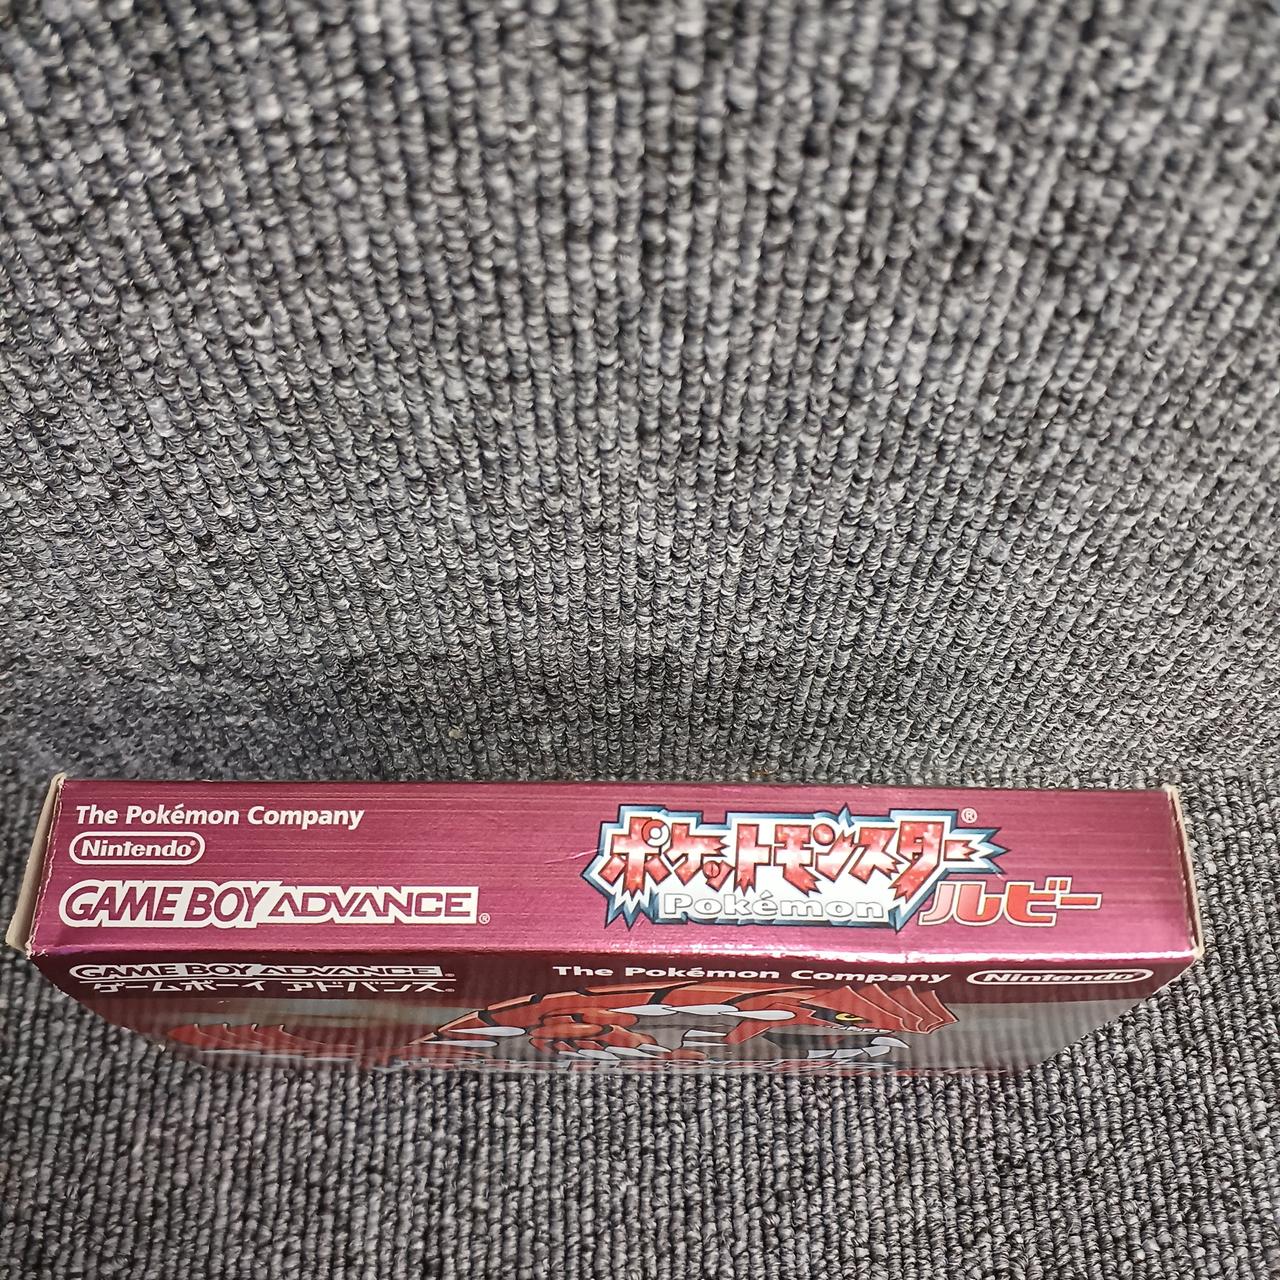 The Pokémon Company
Nintendo®
GAME BOY ADVANCE®
ポケットモンスター®
Pokémon
ルビー
GAME BOY ADVANCE
ゲームボーイ アドバンス
The Pokémon Company
Nintendo®